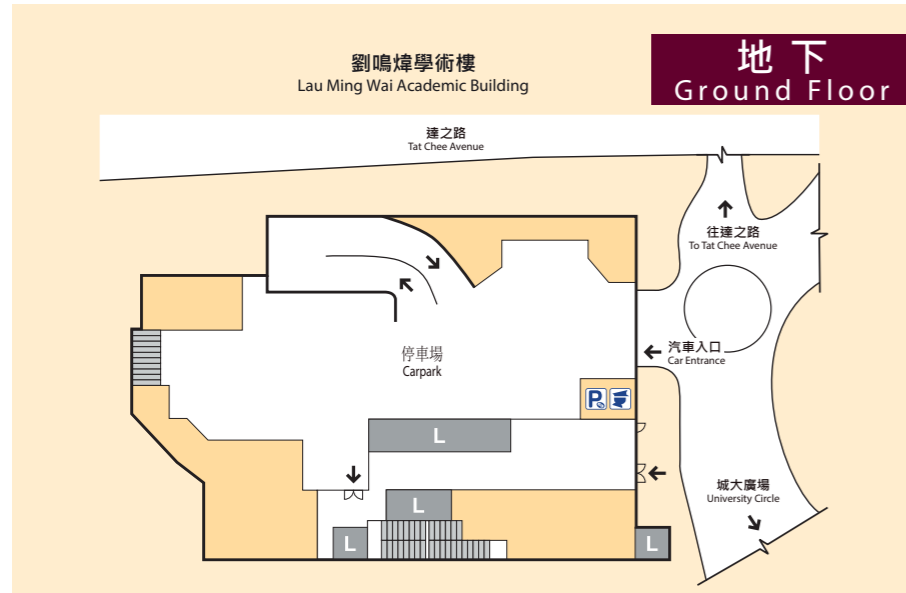 劉鳴煒學術樓
Lau Ming Wai Academic Building
地下
Ground Floor
達之路
Tat Chee Avenue
往達之路
To Tat Chee Avenue
汽車入口
Car Entrance
停車場
Carpark
P
L
城大廣場
University Circle
L
L
L